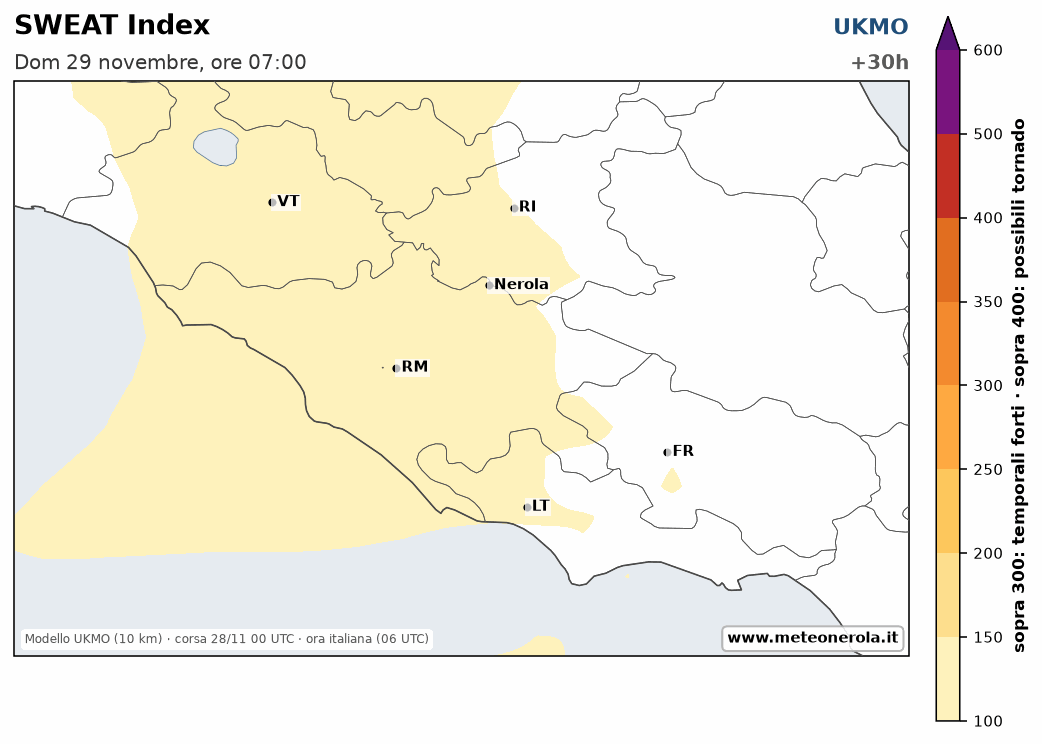 SWEAT Index
UKMO
Dom 29 novembre, ore 07:00
+30h
VT
RI
Nerola
RM
FR
LT
Modello UKMO (10 km) · corsa 28/11 00 UTC · ora italiana (06 UTC)
www.meteonerola.it
600
500
400
350
300
250
200
150
100
sopra 300: temporali forti · sopra 400: possibili tornado